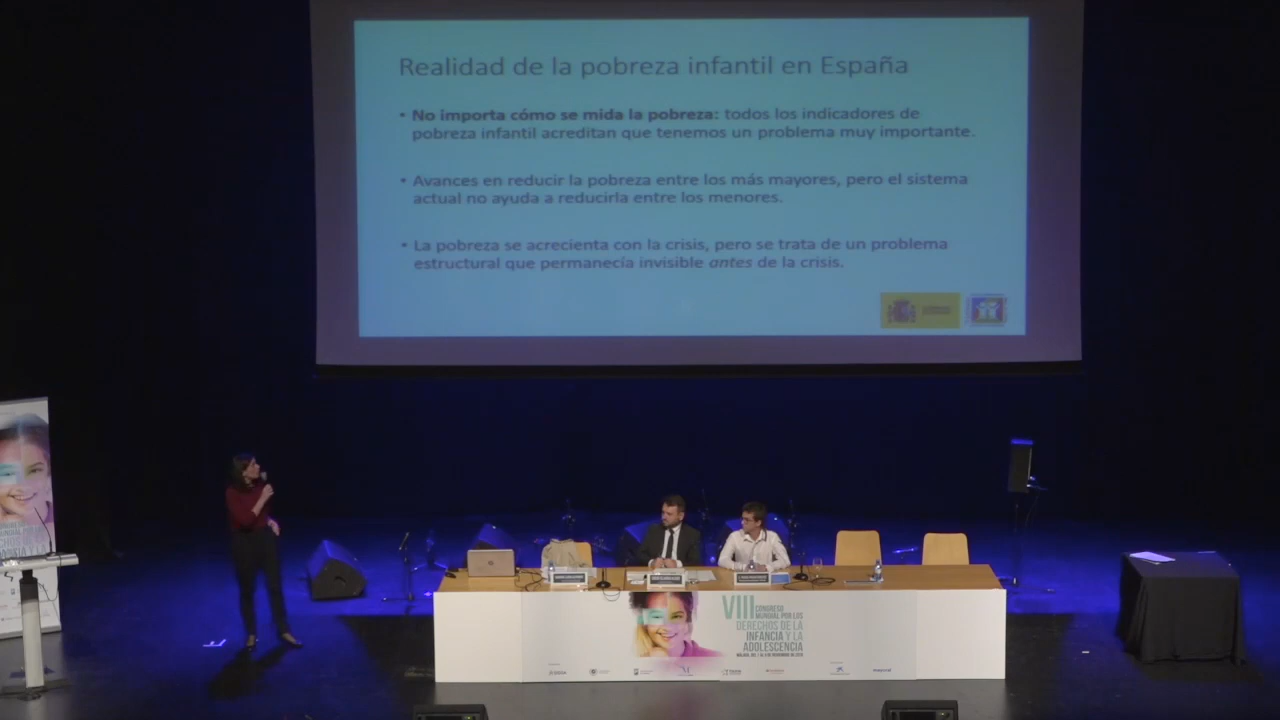 Realidad de la pobreza infantil en España
• No importa cómo se mida la pobreza: todos los indicadores de
pobreza infantil acreditan que tenemos un problema muy importante.
• Avances en reducir la pobreza entre los más mayores, pero el sistema
actual no ayuda a reducirla entre los menores.
• La pobreza se acrecienta con la crisis, pero se trata de un problema
estructural que permanecía invisible antes de la crisis.
VIII CONGRESO
MUNDIAL POR LOS
DERECHOS DE LA
INFANCIA Y LA
ADOLESCENCIA